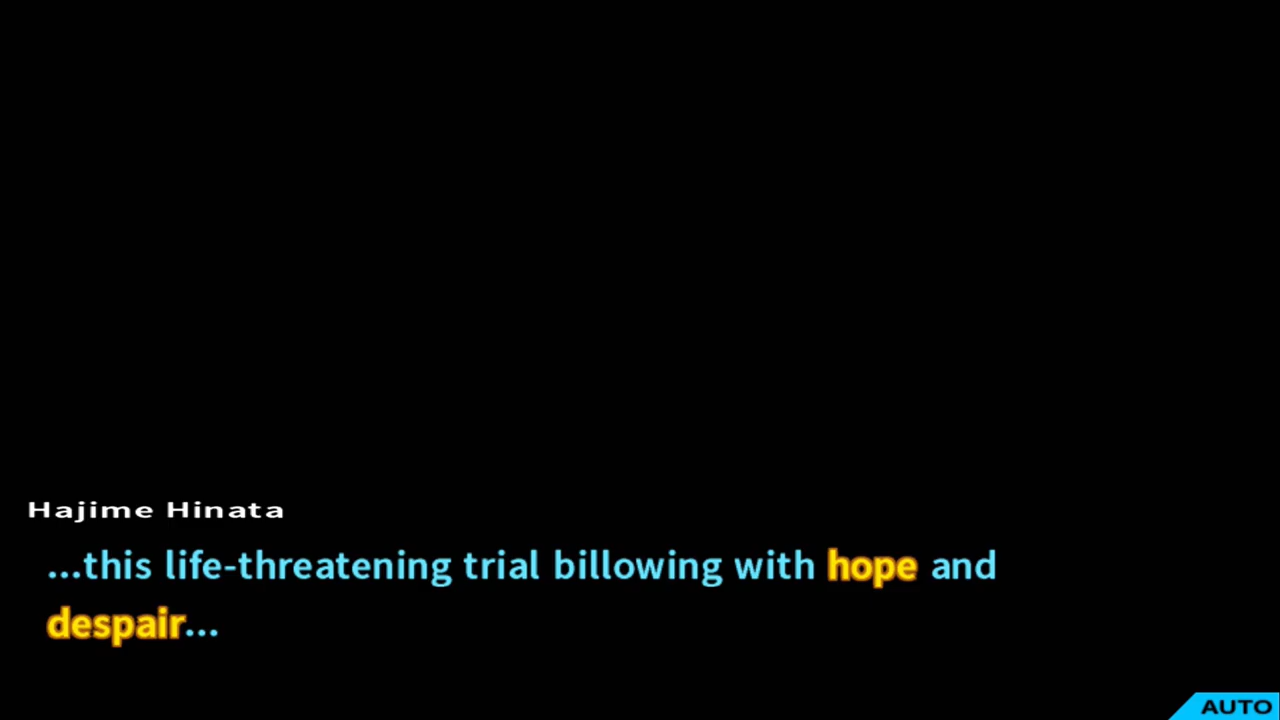 Hajime Hinata
...this life-threatening trial billowing with hope and
despair...
AUTO